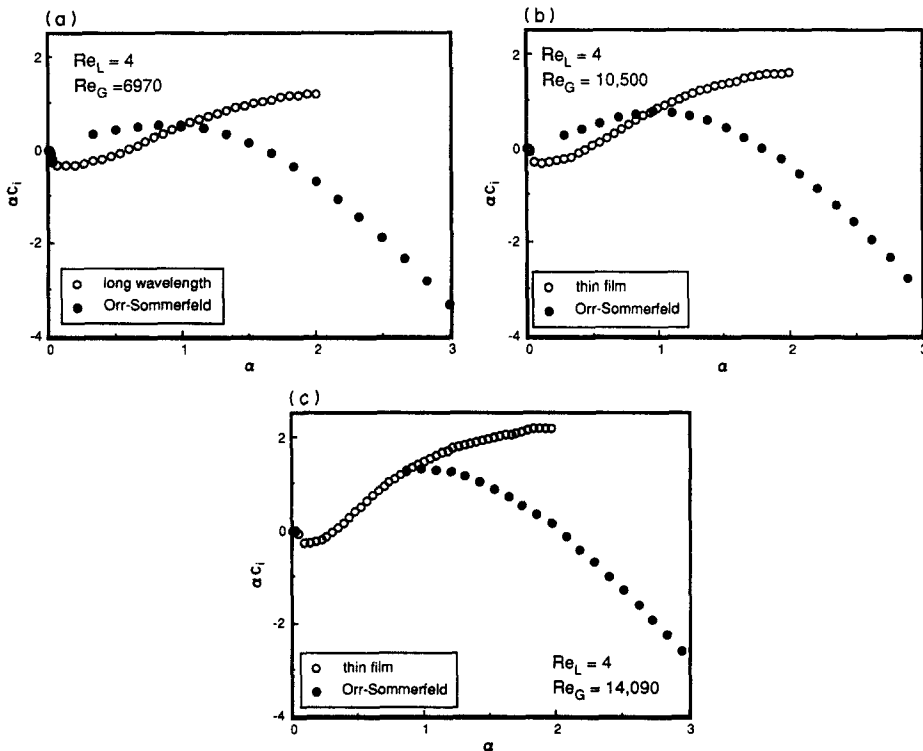 (a)
Re_L = 4
Re_G =6970
2
0
-2
-4
αc_i
long wavelength
Orr-Sommerfeld
0
1
2
3
α
(b)
Re_L = 4
Re_G = 10,500
2
0
-2
-4
αc_i
thin film
Orr-Sommerfeld
0
1
2
3
α
(c)
2
0
-2
-4
αc_i
thin film
Orr-Sommerfeld
Re_L = 4
Re_G = 14,090
0
1
2
3
α